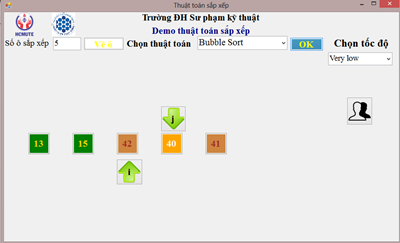 Thuật toán sắp xếp
Trường ĐH Sư phạm kỹ thuật
HCMUTE
Demo thuật toán sắp xếp
Số ô sắp xếp 5 Vẽ ô Chọn thuật toán Bubble Sort OK Chọn tốc độ
Very low
j
13 15 42 40 41
i